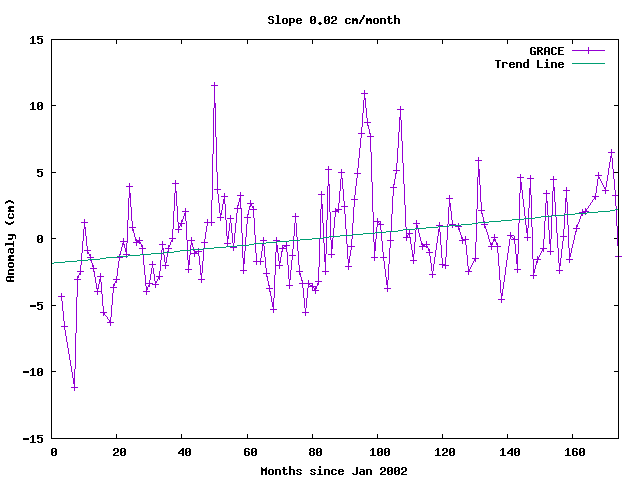 Slope 0.02 cm/month
GRACE
Trend Line
15
10
5
0
-5
-10
-15
Anomaly (cm)
0 20 40 60 80 100 120 140 160
Months since Jan 2002